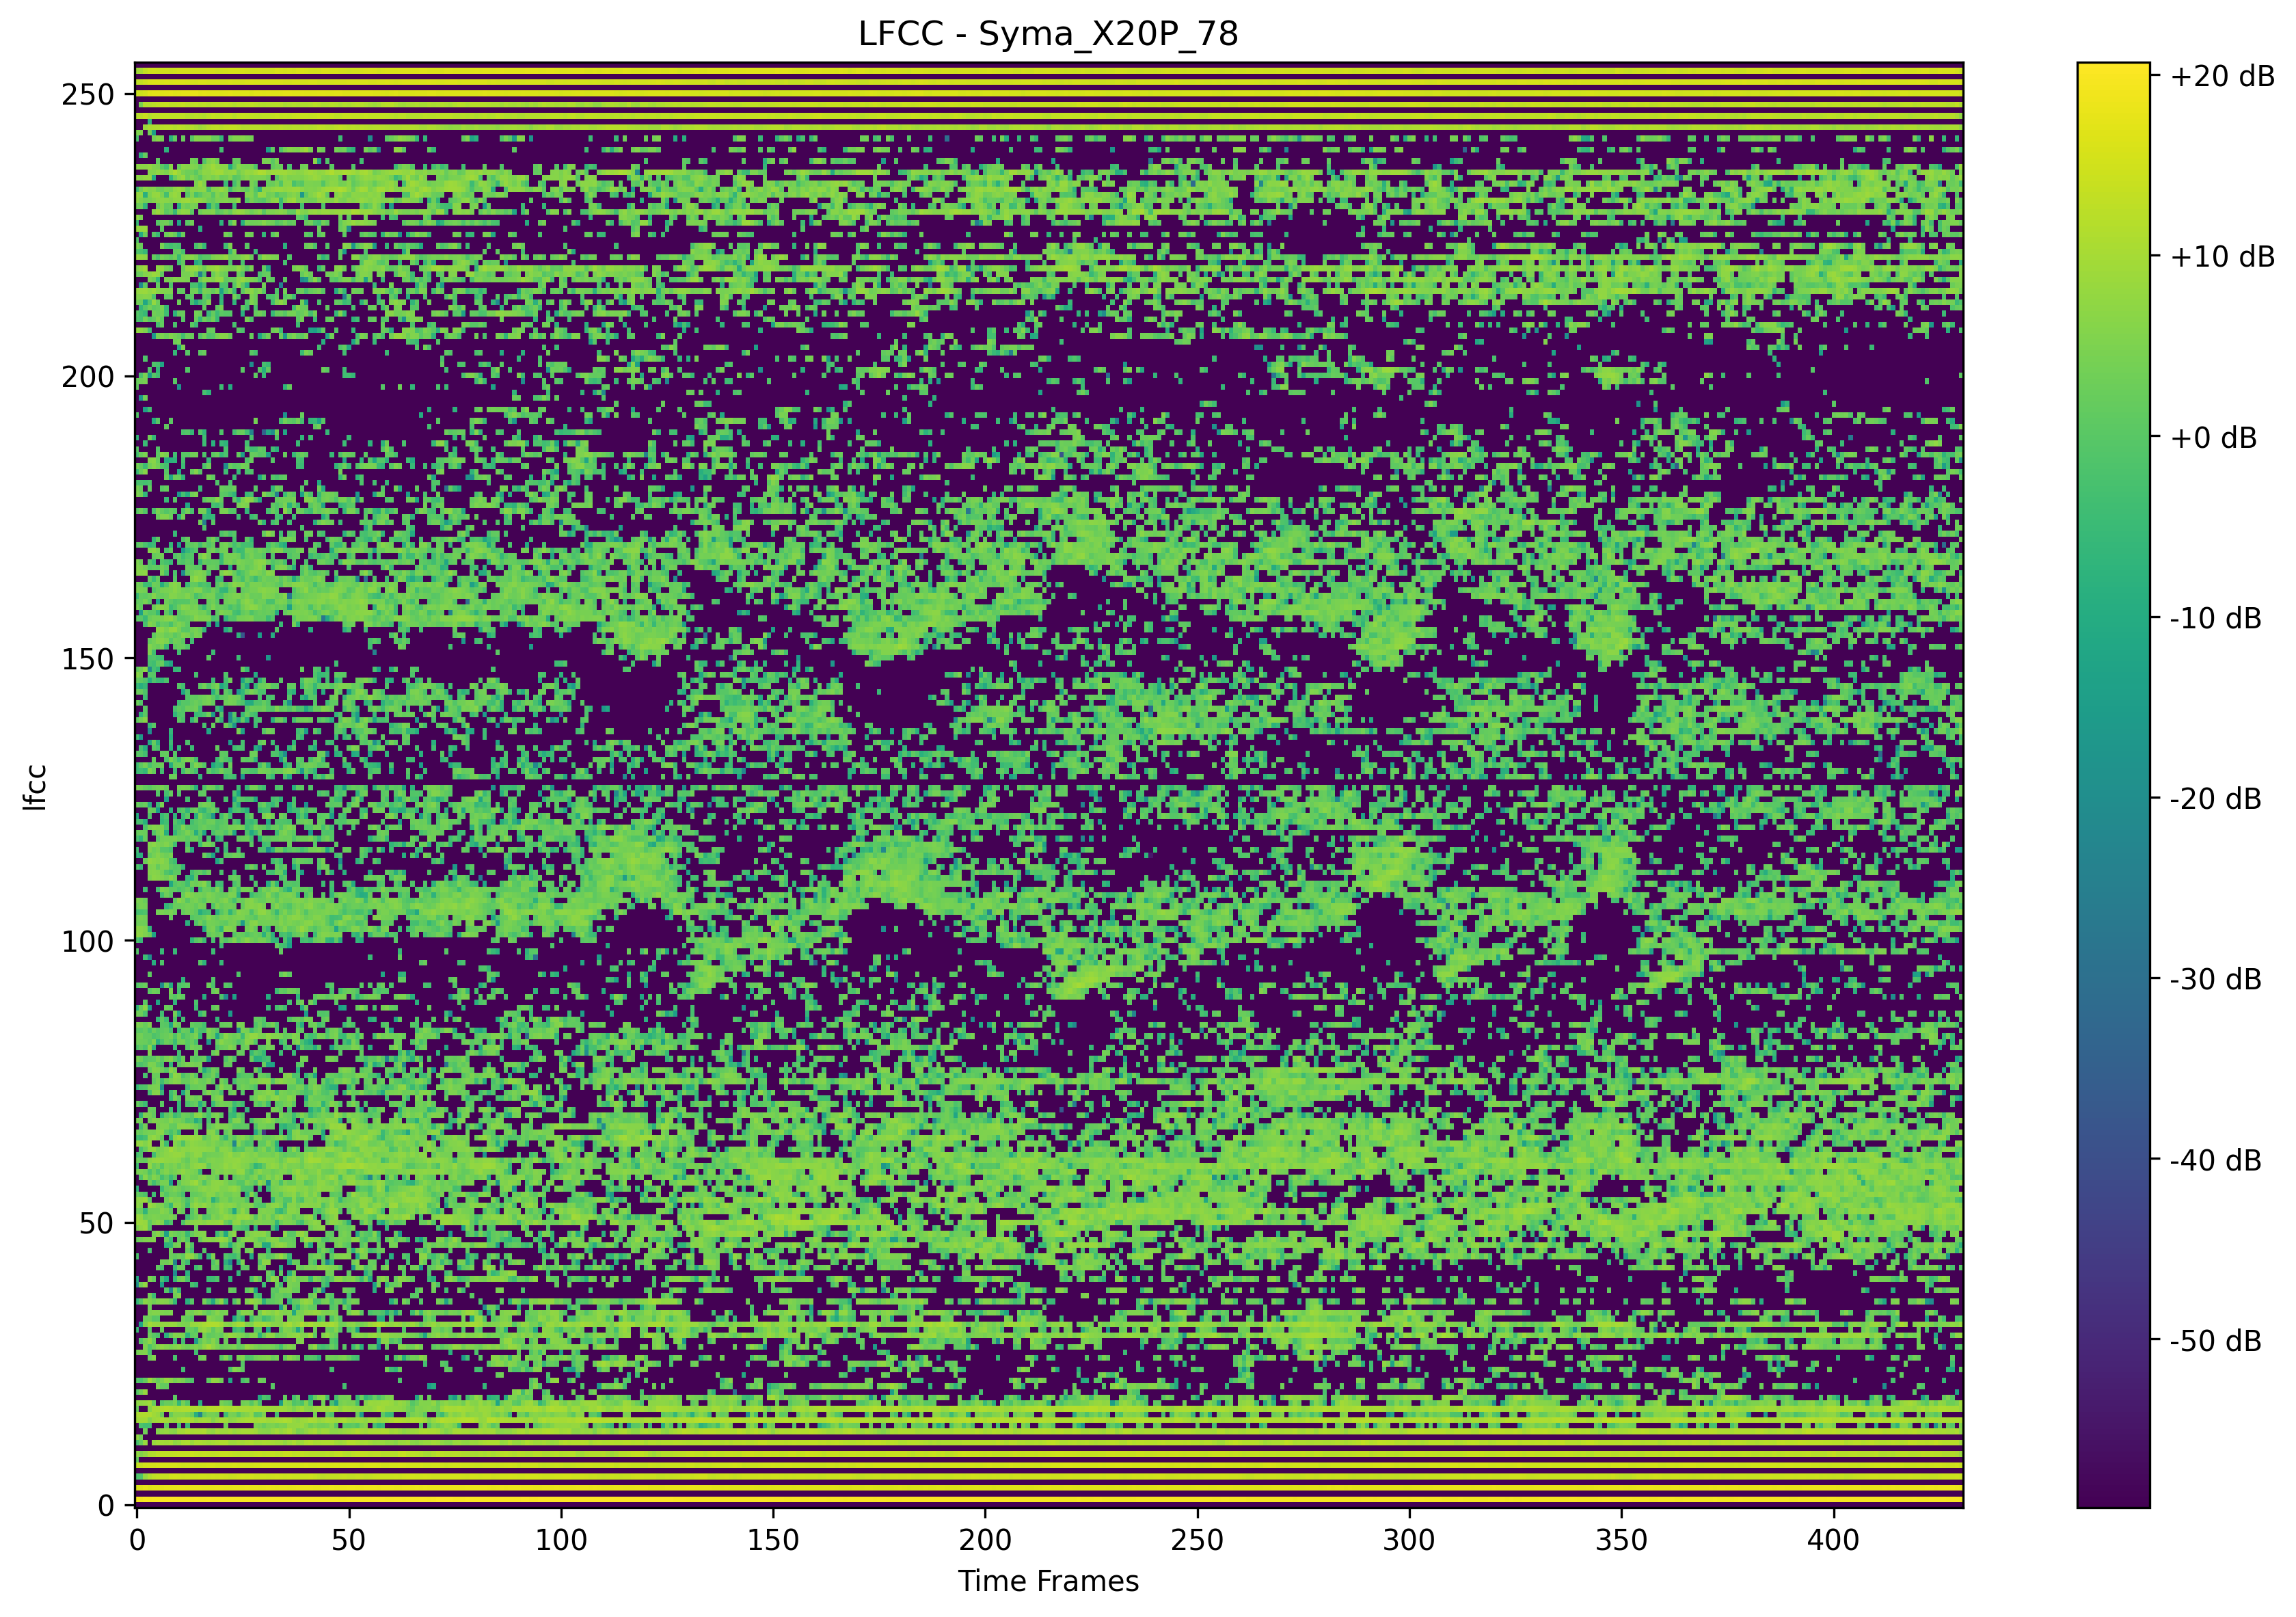 LFCC - Syma_X20P_78
lfcc
250
200
150
100
50
0
0 50 100 150 200 250 300 350 400
Time Frames
+20 dB
+10 dB
+0 dB
-10 dB
-20 dB
-30 dB
-40 dB
-50 dB